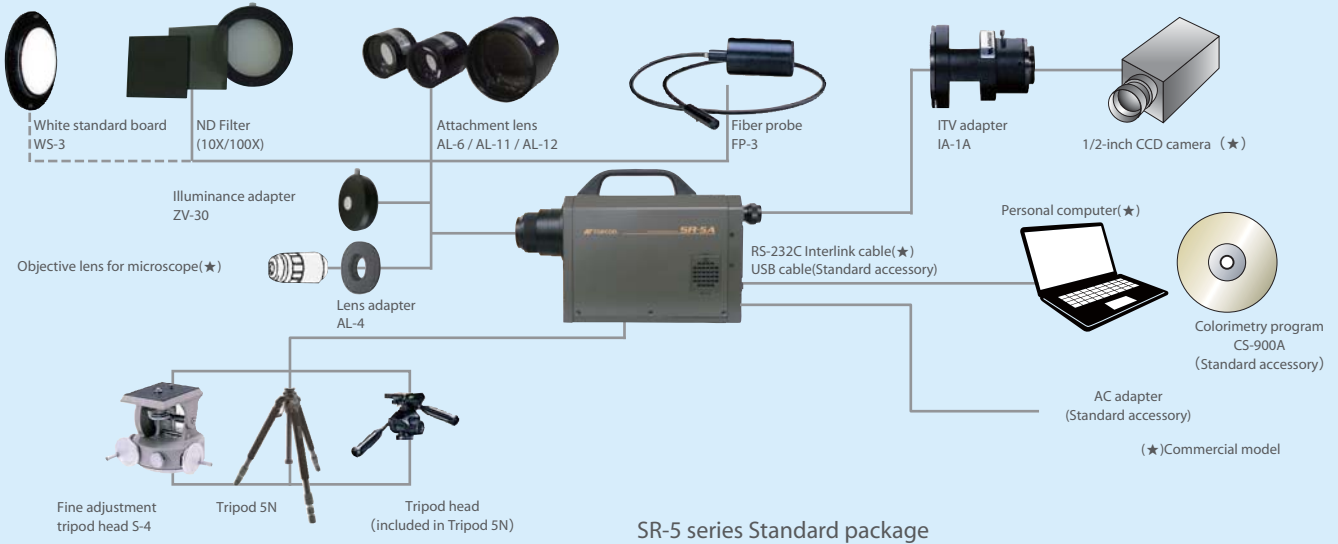 White standard board
WS-3
ND Filter
(10X/100X)
Attachment lens
AL-6 / AL-11 / AL-12
Fiber probe
FP-3
ITV adapter
IA-1A
1/2-inch CCD camera（★）
Illuminance adapter
ZV-30
Objective lens for microscope(★)
Lens adapter
AL-4
TOPCON
SR-5A
RS-232C Interlink cable(★)
USB cable(Standard accessory)
Personal computer(★)
Colorimetry program
CS-900A
（Standard accessory）
AC adapter
(Standard accessory)
(★)Commercial model
Fine adjustment
tripod head S-4
Tripod 5N
Tripod head
（included in Tripod 5N）
SR-5 series Standard package